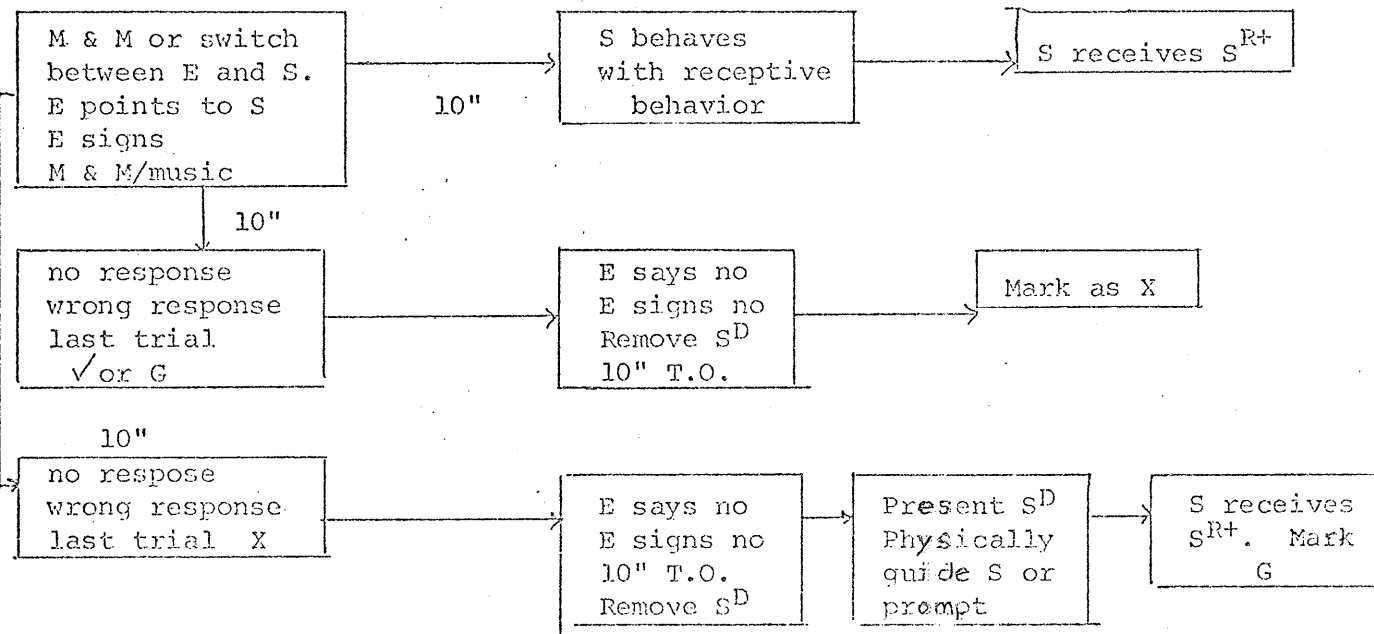 M & M or switch
between E and S.
E points to S
E signs
M & M/music
10"
S behaves
with receptive
behavior
S receives S^R+
10"
no response
wrong response
last trial
✓ or G
E says no
E signs no
Remove S^D
10" T.O.
Mark as X
10"
no respose
wrong response
last trial X
E says no
E signs no
10" T.O.
Remove S^D
Present S^D
Physically
guide S or
prompt
S receives
S^R+. Mark
G